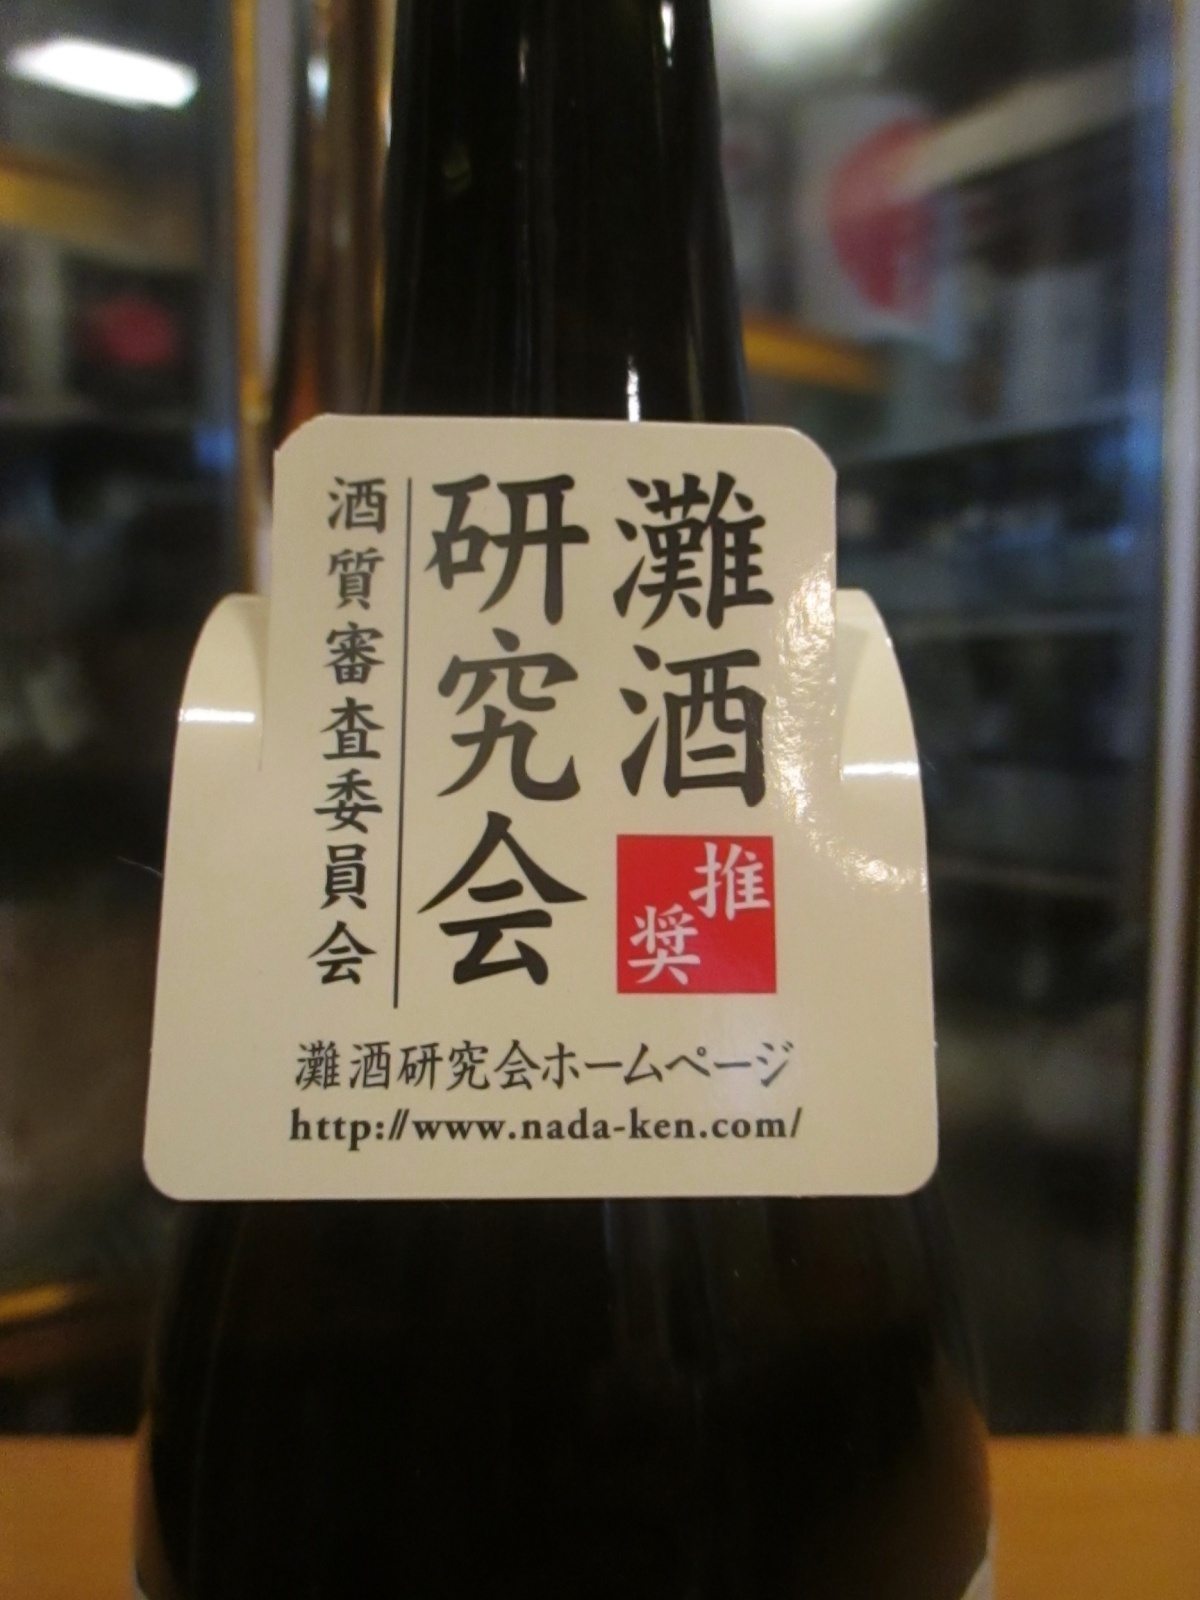 灘酒
研究会
推奨
酒質審査委員会
灘酒研究会ホームページ
http://www.nada-ken.com/